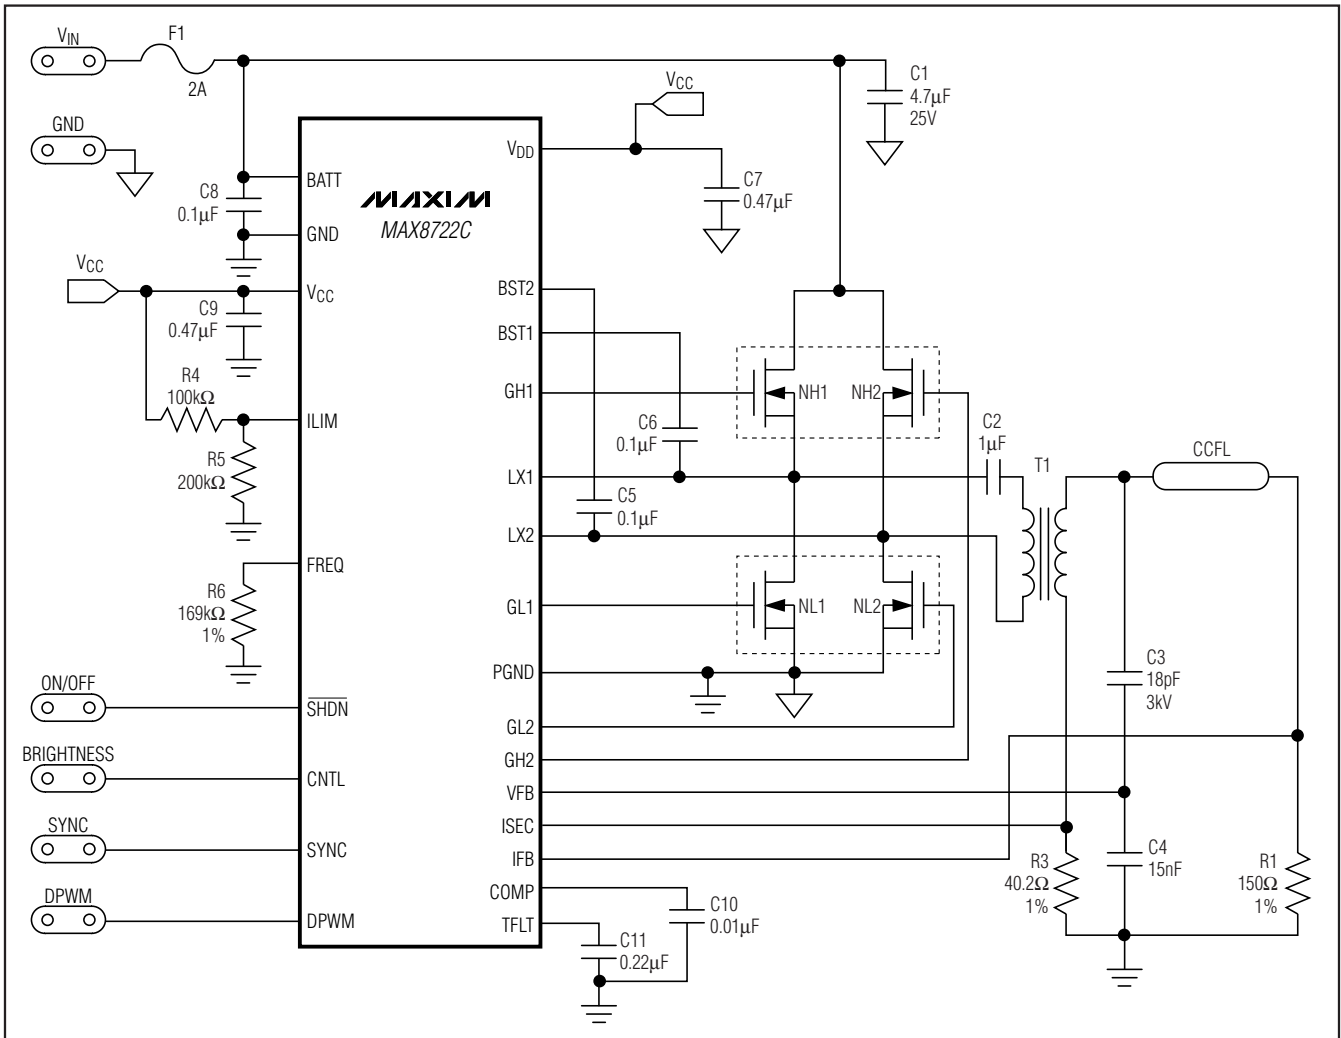 VIN
F1
2A
GND
BATT
C8
0.1µF
GND
VCC
VCC
C9
0.47µF
R4
100kΩ
ILIM
R5
200kΩ
FREQ
R6
169kΩ
1%
ON/OFF
SHDN
BRIGHTNESS
CNTL
SYNC
SYNC
DPWM
DPWM
MAXIM
MAX8722C
VDD
VCC
C7
0.47µF
C1
4.7µF
25V
BST2
BST1
GH1
NH1
NH2
C6
0.1µF
LX1
C5
0.1µF
LX2
GL1
NL1
NL2
PGND
GL2
GH2
VFB
ISEC
IFB
COMP
TFLT
C10
0.01µF
C11
0.22µF
C2
1µF
T1
CCFL
C3
18pF
3kV
C4
15nF
R3
40.2Ω
1%
R1
150Ω
1%